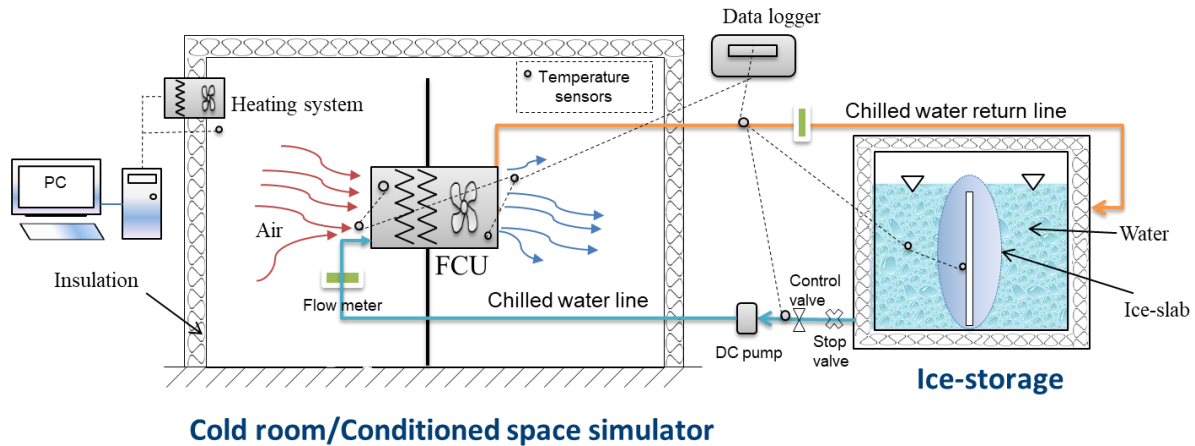 Data logger
Temperature
sensors
Heating system
Chilled water return line
PC
Air
FCU
Water
Insulation
Flow meter
Chilled water line
Control
valve
Ice-slab
DC pump
Stop
valve
Ice-storage
Cold room/Conditioned space simulator